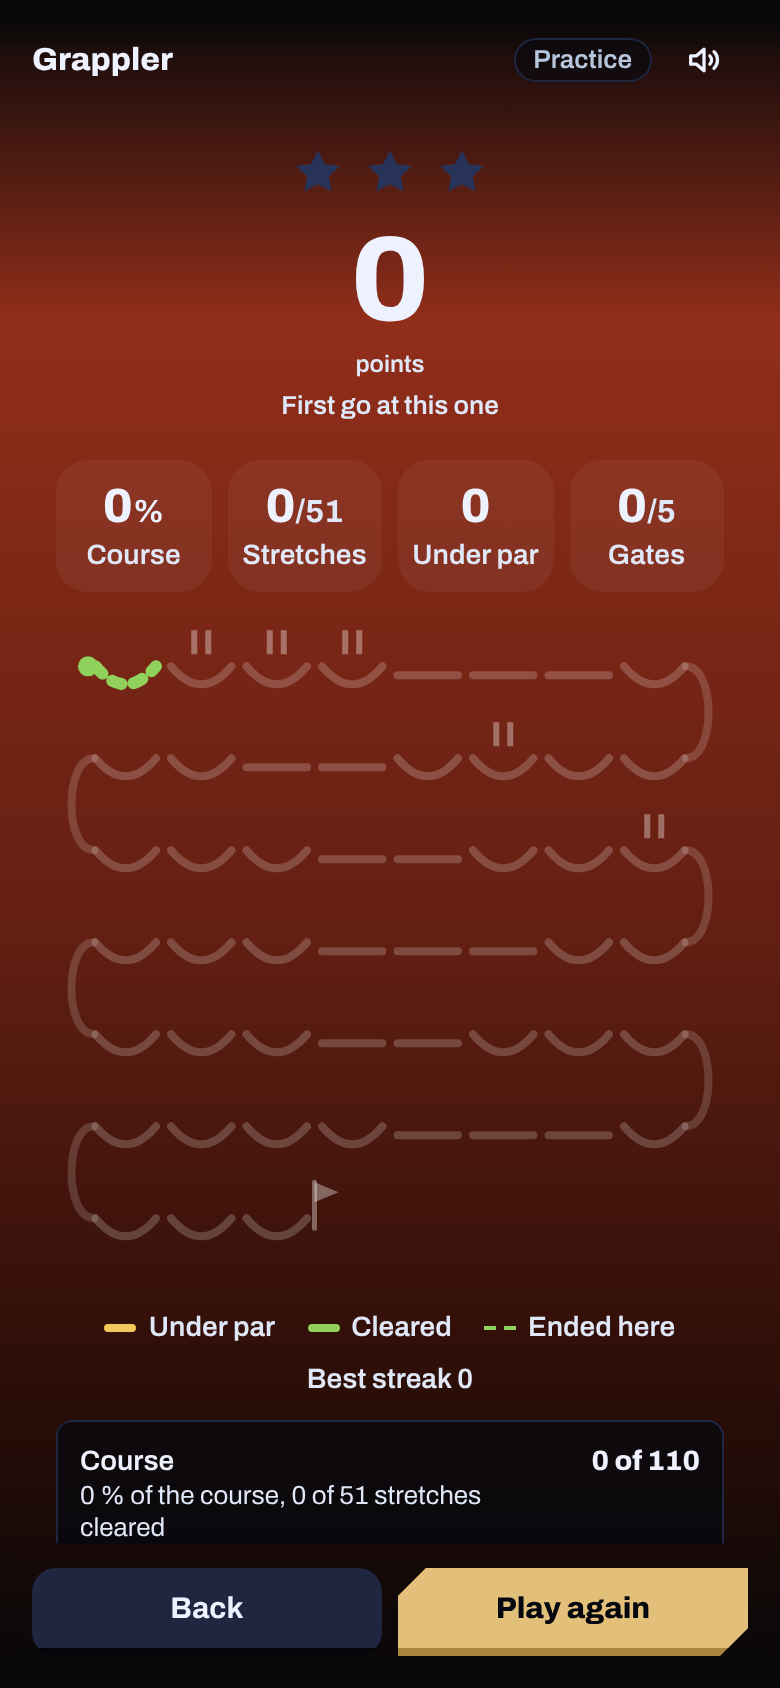 Grappler
Practice
0
points
First go at this one
0%
Course
0/51
Stretches
0
Under par
0/5
Gates
Under par
Cleared
Ended here
Best streak 0
Course
0 of 110
0 % of the course, 0 of 51 stretches
cleared
Back
Play again